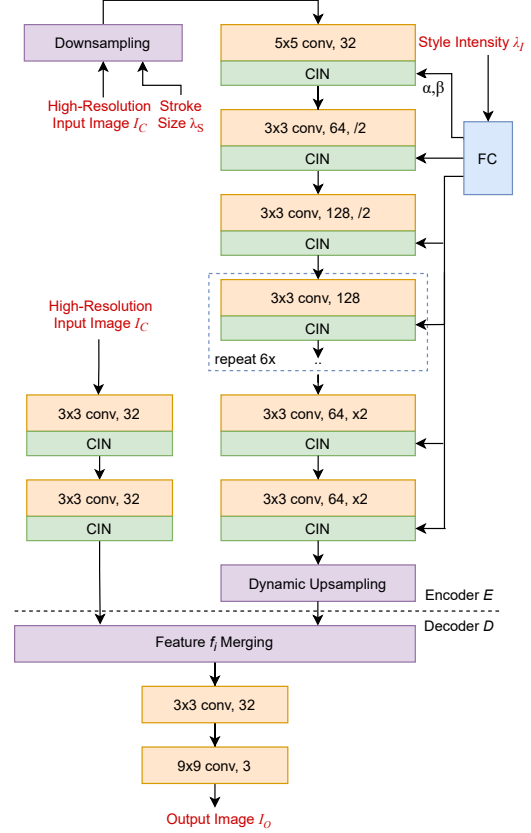 Downsampling
High-Resolution
Input Image I_C
Stroke
Size λ_S
5x5 conv, 32
CIN
Style Intensity λ_I
α,β
FC
3x3 conv, 64, /2
CIN
3x3 conv, 128, /2
CIN
3x3 conv, 128
CIN
repeat 6x
..
High-Resolution
Input Image I_C
3x3 conv, 32
CIN
3x3 conv, 32
CIN
3x3 conv, 64, x2
CIN
3x3 conv, 64, x2
CIN
Dynamic Upsampling
Encoder E
Decoder D
Feature f_i Merging
3x3 conv, 32
9x9 conv, 3
Output Image I_O